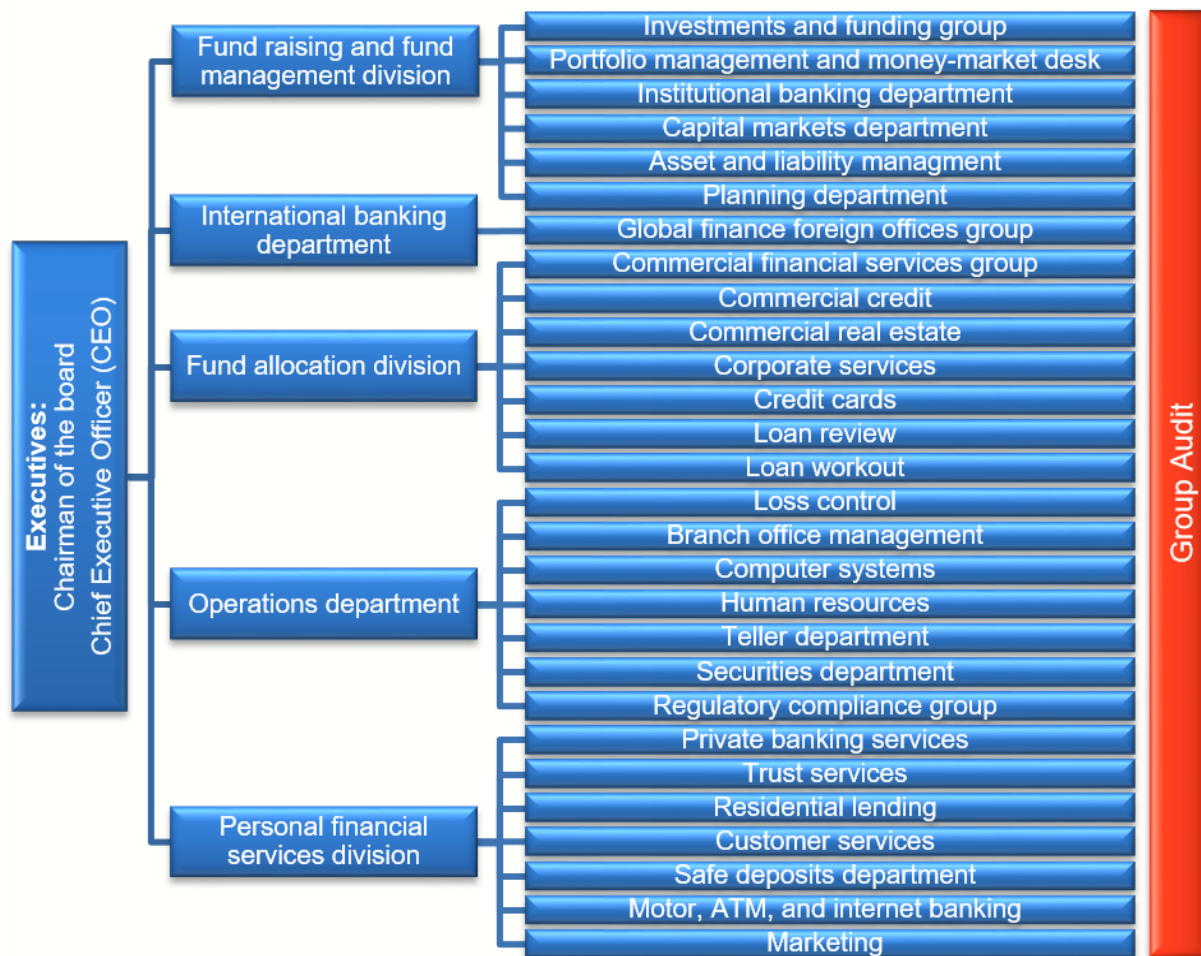 Executives:
Chairman of the board
Chief Executive Officer (CEO)
Fund raising and fund
management division
Investments and funding group
Portfolio management and money-market desk
Institutional banking department
Capital markets department
Asset and liability managment
Planning department
International banking
department
Global finance foreign offices group
Fund allocation division
Commercial financial services group
Commercial credit
Commercial real estate
Corporate services
Credit cards
Loan review
Loan workout
Operations department
Loss control
Branch office management
Computer systems
Human resources
Teller department
Securities department
Regulatory compliance group
Personal financial
services division
Private banking services
Trust services
Residential lending
Customer services
Safe deposits department
Motor, ATM, and internet banking
Marketing
Group Audit